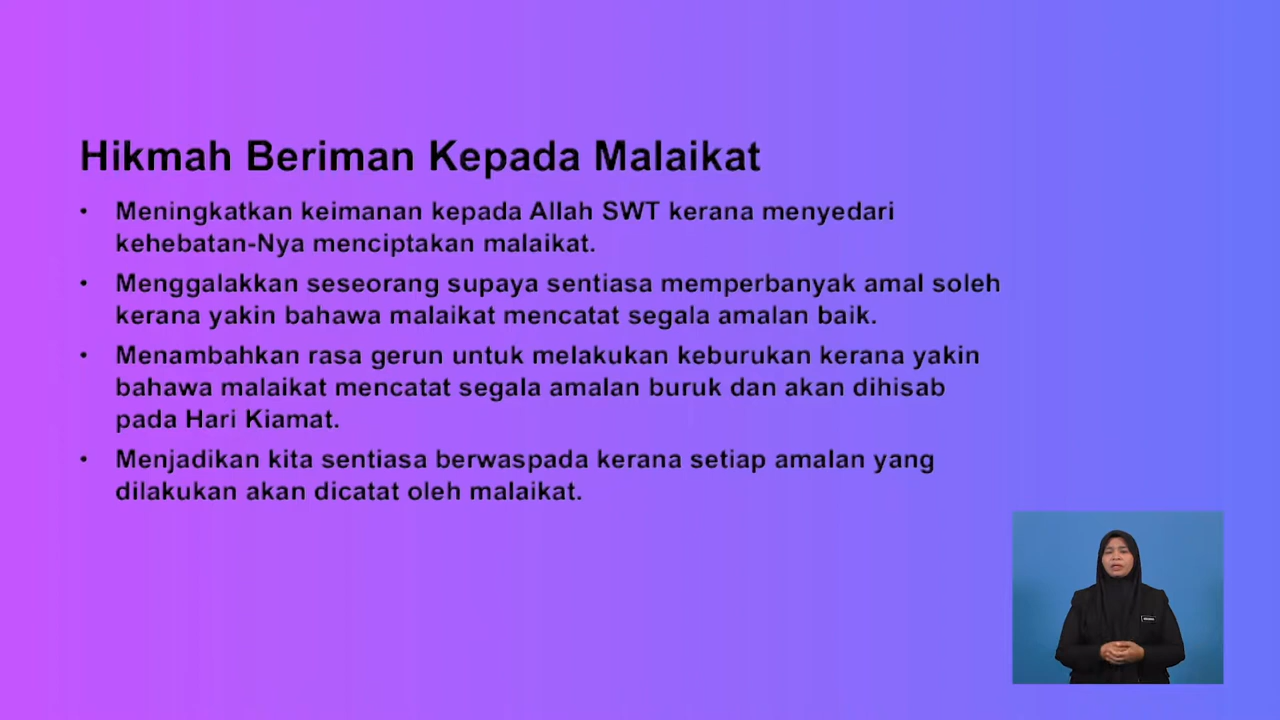 Hikmah Beriman Kepada Malaikat
• Meningkatkan keimanan kepada Allah SWT kerana menyedari
kehebatan-Nya menciptakan malaikat.
• Menggalakkan seseorang supaya sentiasa memperbanyak amal soleh
kerana yakin bahawa malaikat mencatat segala amalan baik.
• Menambahkan rasa gerun untuk melakukan keburukan kerana yakin
bahawa malaikat mencatat segala amalan buruk dan akan dihisab
pada Hari Kiamat.
• Menjadikan kita sentiasa berwaspada kerana setiap amalan yang
dilakukan akan dicatat oleh malaikat.